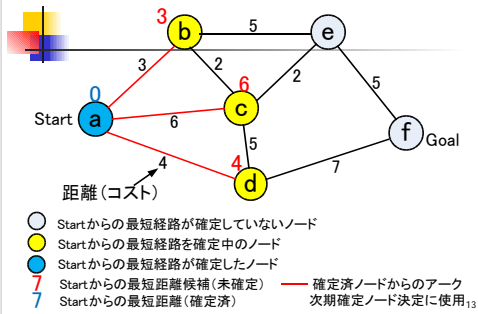 3
b
5
e
3
2
6
2
0
5
Start
a
6
c
f
Goal
5
4
4
d
7
距離(コスト)
Startからの最短経路が確定していないノード
Startからの最短経路を確定中のノード
Startからの最短経路が確定したノード
7 Startからの最短距離候補(未確定)
確定済ノードからのアーク
7 Startからの最短距離(確定済)
次期確定ノード決定に使用13